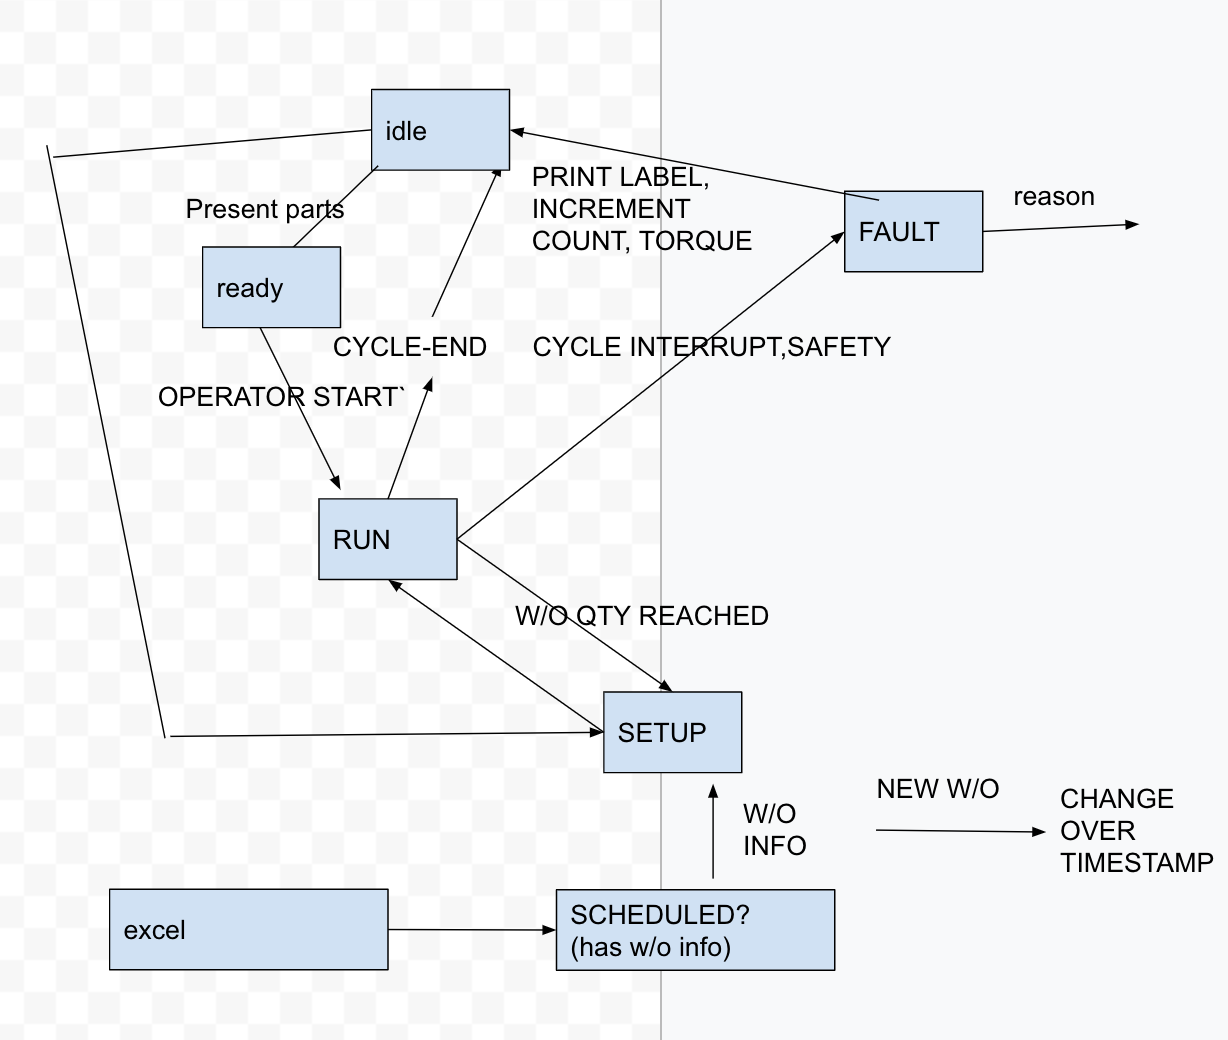 idle
PRINT LABEL,
INCREMENT
COUNT, TORQUE
Present parts
FAULT
reason
ready
CYCLE-END
CYCLE INTERRUPT,SAFETY
OPERATOR START`
RUN
W/O QTY REACHED
SETUP
W/O
INFO
NEW W/O
CHANGE
OVER
TIMESTAMP
excel
SCHEDULED?
(has w/o info)